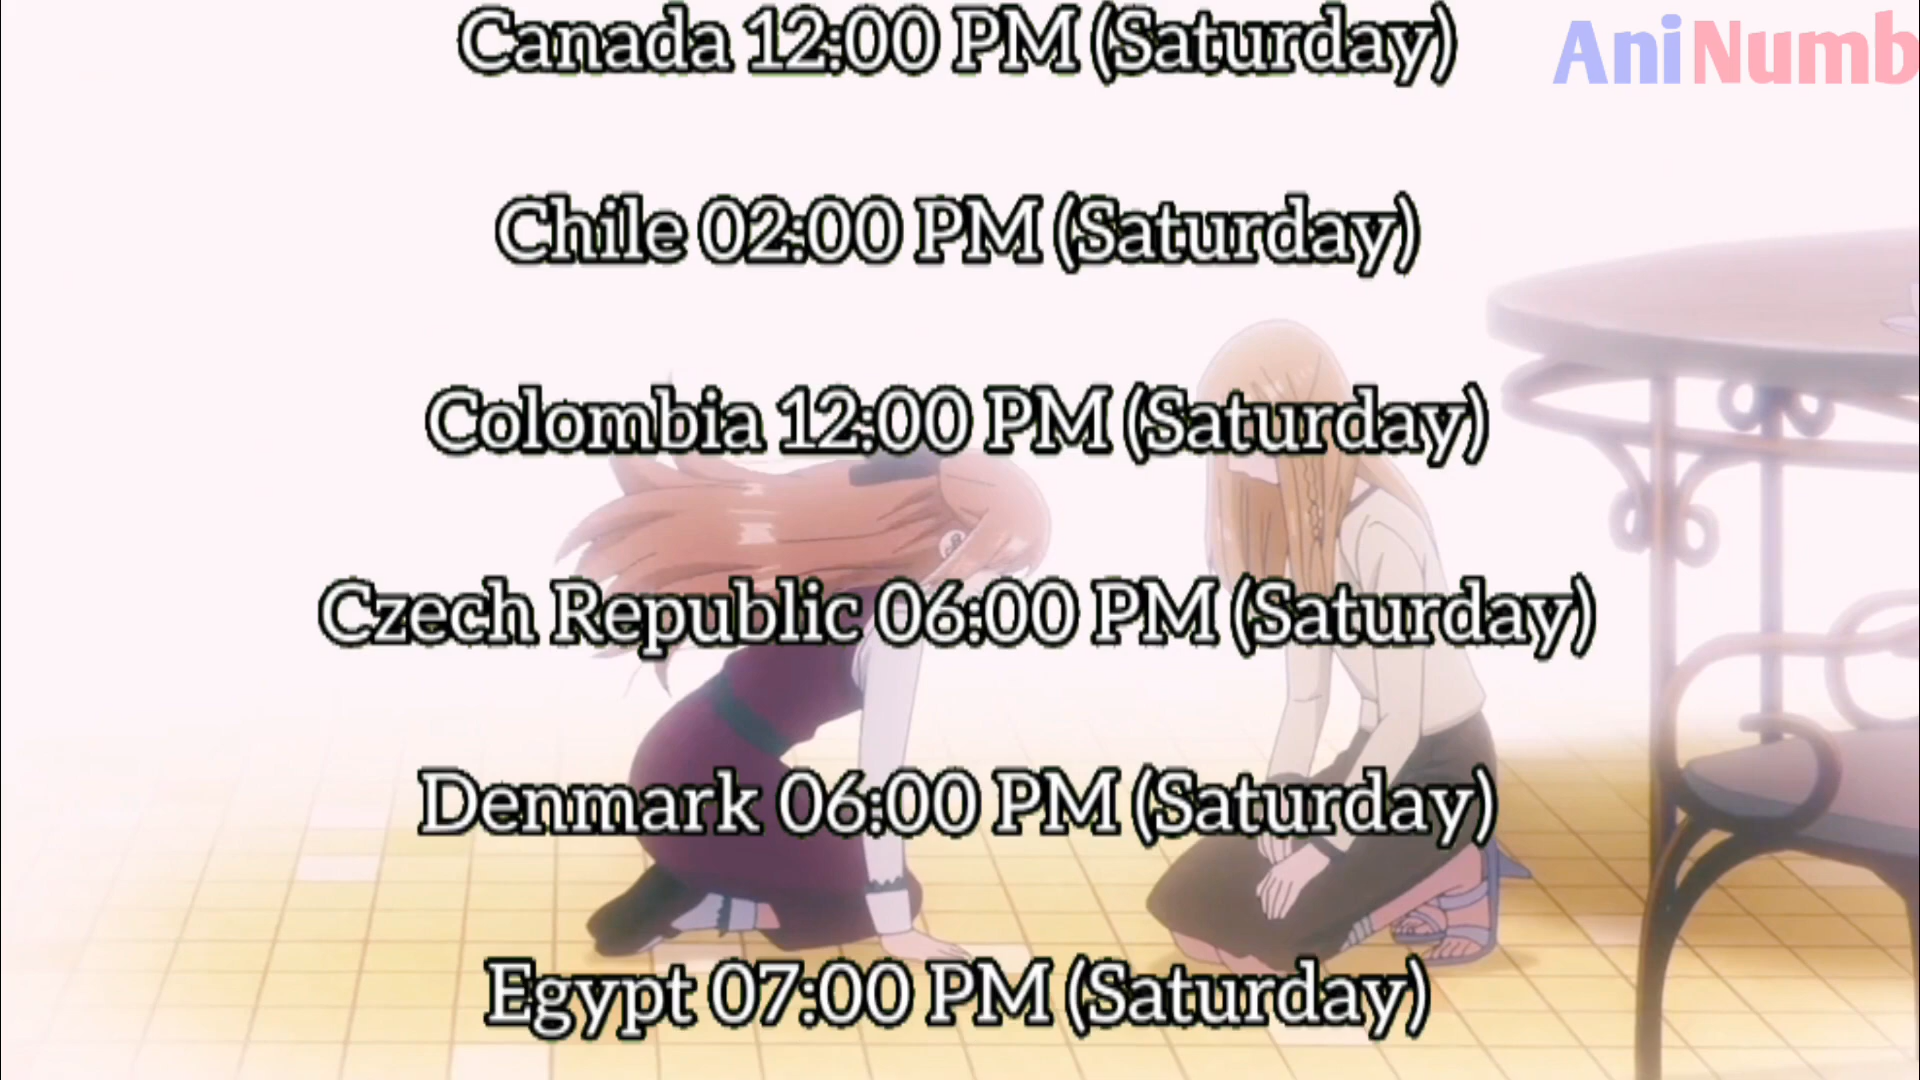 Canada 12:00 PM (Saturday)
AniNumb
Chile 02:00 PM (Saturday)
Colombia 12:00 PM (Saturday)
Czech Republic 06:00 PM (Saturday)
Denmark 06:00 PM (Saturday)
Egypt 07:00 PM (Saturday)